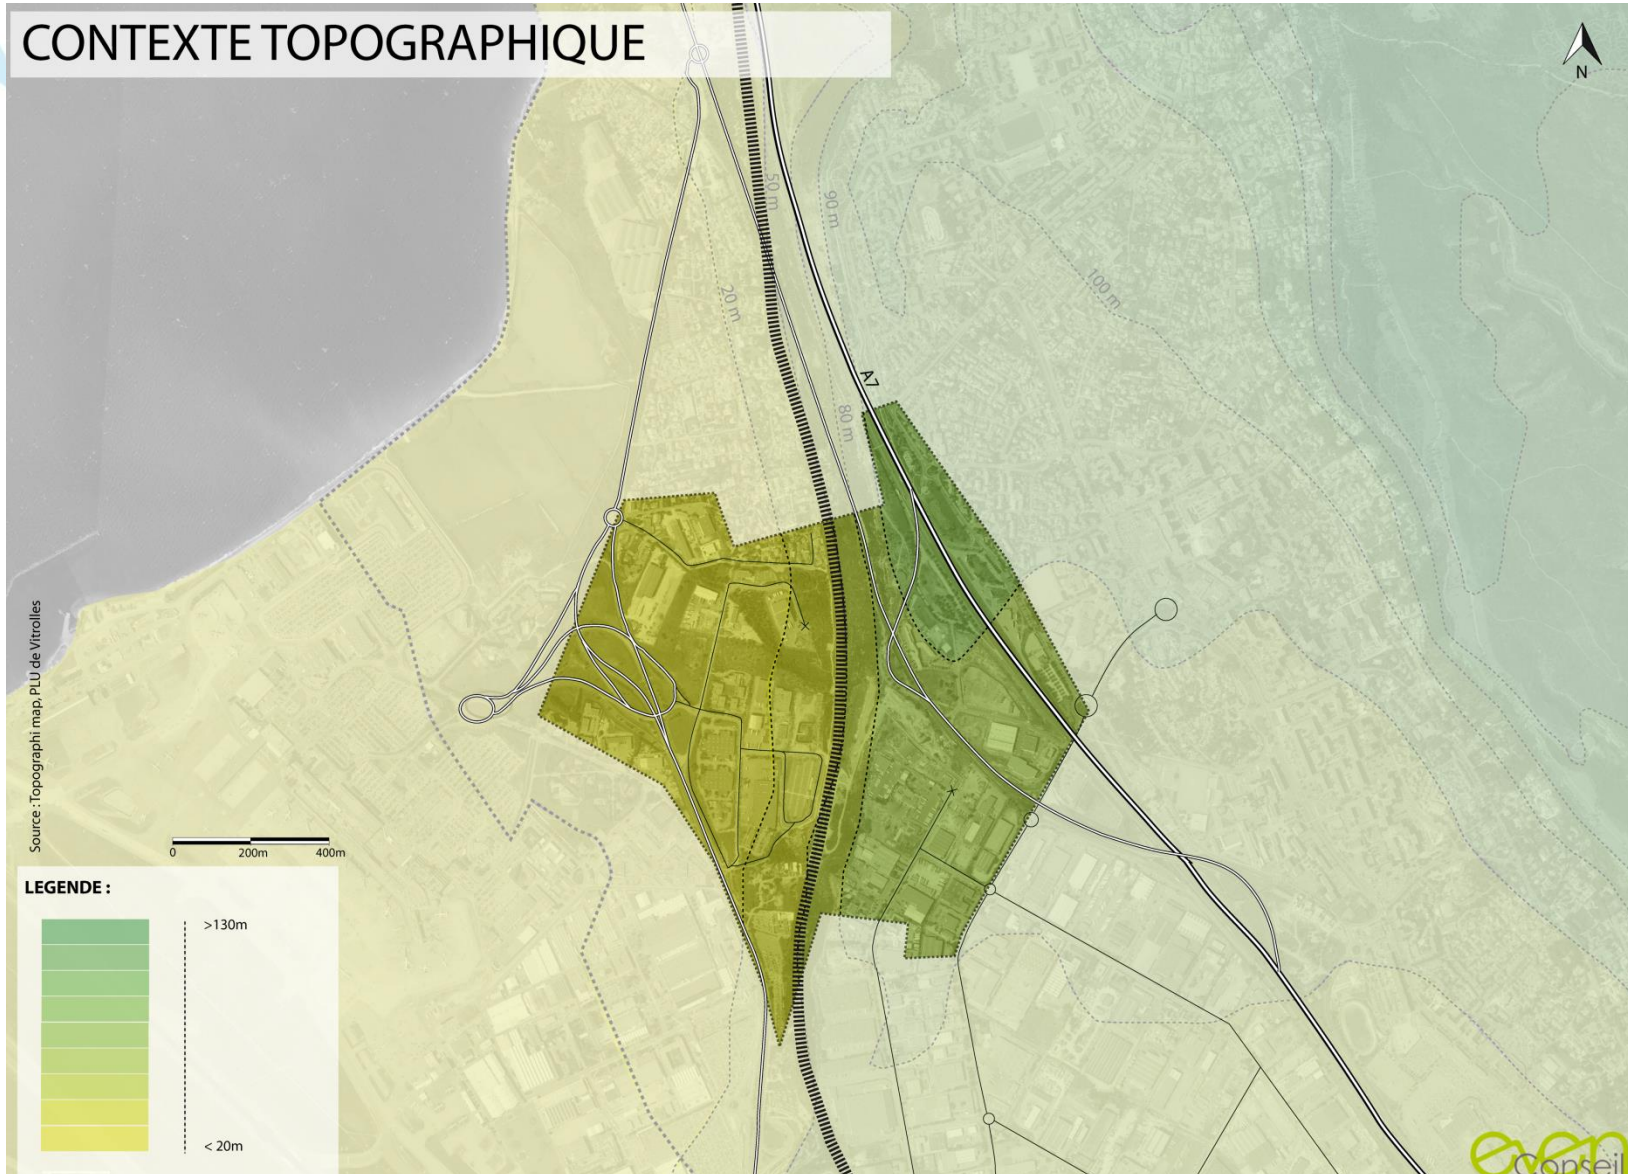 CONTEXTE TOPOGRAPHIQUE
N
50 m
90 m
20 m
100 m
A7
80 m
Source : Topographi map, PLU de Vitrolles
0 200m 400m
LEGENDE :
>130m
< 20m
even
Conseil